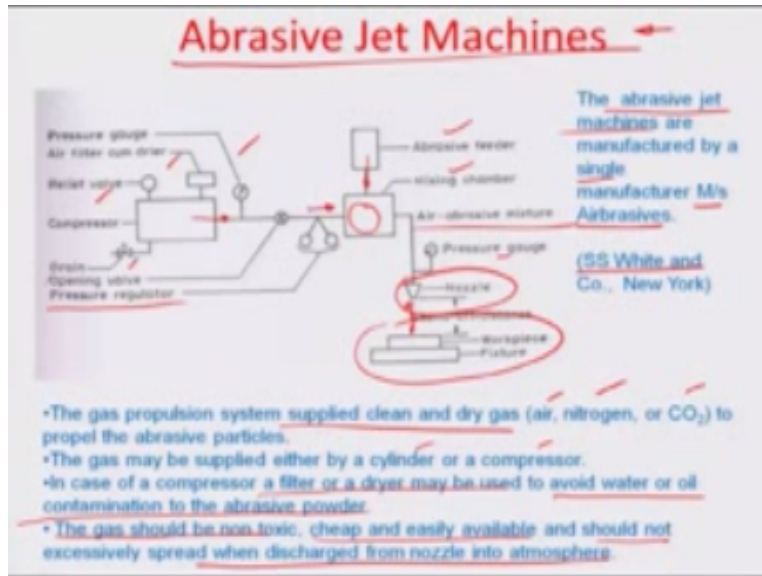 Abrasive Jet Machines
The abrasive jet
machines are
manufactured by a
single
manufacturer M/s
Airbrasives.
(SS White and
Co., New York)
Pressure gauge
Air filter cum drier
Relief valve
Compressor
Drain
Opening valve
Pressure regulator
Abrasive feeder
Mixing chamber
Air-abrasive mixture
Pressure gauge
Nozzle
Workpiece
Fixture
•The gas propulsion system supplied clean and dry gas (air, nitrogen, or CO₂) to
propel the abrasive particles.
•The gas may be supplied either by a cylinder or a compressor.
•In case of a compressor a filter or a dryer may be used to avoid water or oil
contamination to the abrasive powder.
• The gas should be non toxic, cheap and easily available and should not
excessively spread when discharged from nozzle into atmosphere.